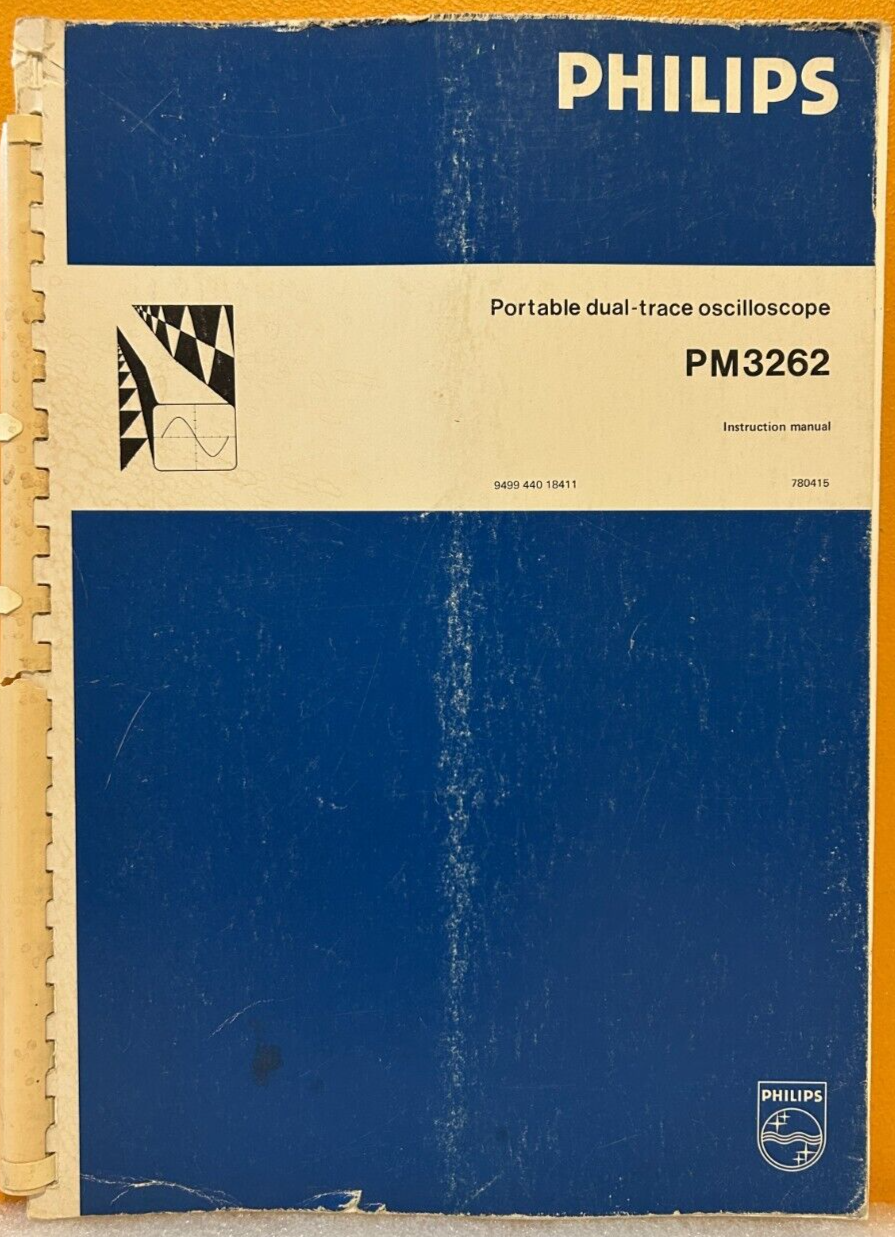 PHILIPS
Portable dual-trace oscilloscope
PM3262
Instruction manual
9499 440 18411 780415
PHILIPS